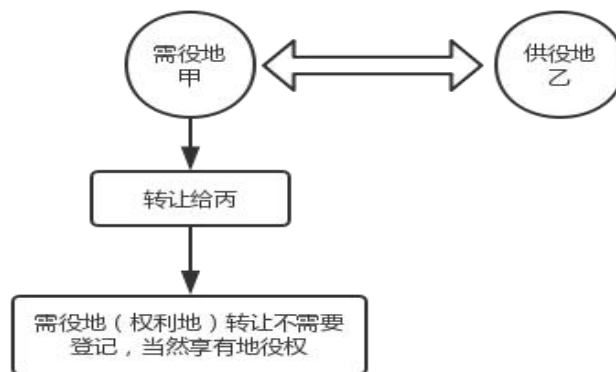 需役地
甲
供役地
乙
转让给丙
需役地（权利地）转让不需要
登记，当然享有地役权